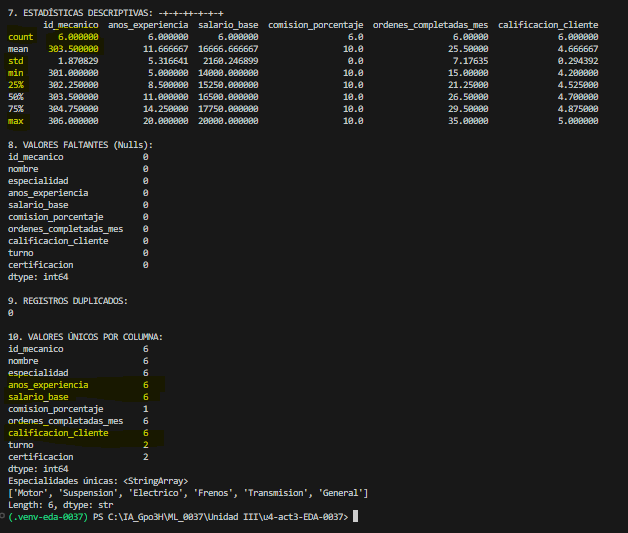 7. ESTADÍSTICAS DESCRIPTIVAS: -+-+-++-+-+-+
id_mecanico anos_experiencia salario_base comision_porcentaje ordenes_completadas_mes calificacion_cliente
count 6.000000 6.000000 6.000000 6.0 6.00000 6.000000
mean 303.500000 11.666667 16666.666667 10.0 25.50000 4.666667
std 1.870829 5.316641 2160.246899 0.0 7.17635 0.294392
min 301.000000 5.000000 14000.000000 10.0 15.00000 4.200000
25% 302.250000 8.500000 15250.000000 10.0 21.25000 4.525000
50% 303.500000 11.000000 16500.000000 10.0 26.50000 4.700000
75% 304.750000 14.250000 17750.000000 10.0 29.50000 4.875000
max 306.000000 20.000000 20000.000000 10.0 35.00000 5.000000
8. VALORES FALTANTES (Nulls):
id_mecanico 0
nombre 0
especialidad 0
anos_experiencia 0
salario_base 0
comision_porcentaje 0
ordenes_completadas_mes 0
calificacion_cliente 0
turno 0
certificacion 0
dtype: int64
9. REGISTROS DUPLICADOS:
0
10. VALORES ÚNICOS POR COLUMNA:
id_mecanico 6
nombre 6
especialidad 6
anos_experiencia 6
salario_base 6
comision_porcentaje 1
ordenes_completadas_mes 6
calificacion_cliente 6
turno 2
certificacion 2
dtype: int64
Especialidades únicas: <StringArray>
['Motor', 'Suspension', 'Electrico', 'Frenos', 'Transmision', 'General']
Length: 6, dtype: str
(.venv-eda-0037) PS C:\IA_Gpo3H\ML_0037\Unidad III\u4-act3-EDA-0037>